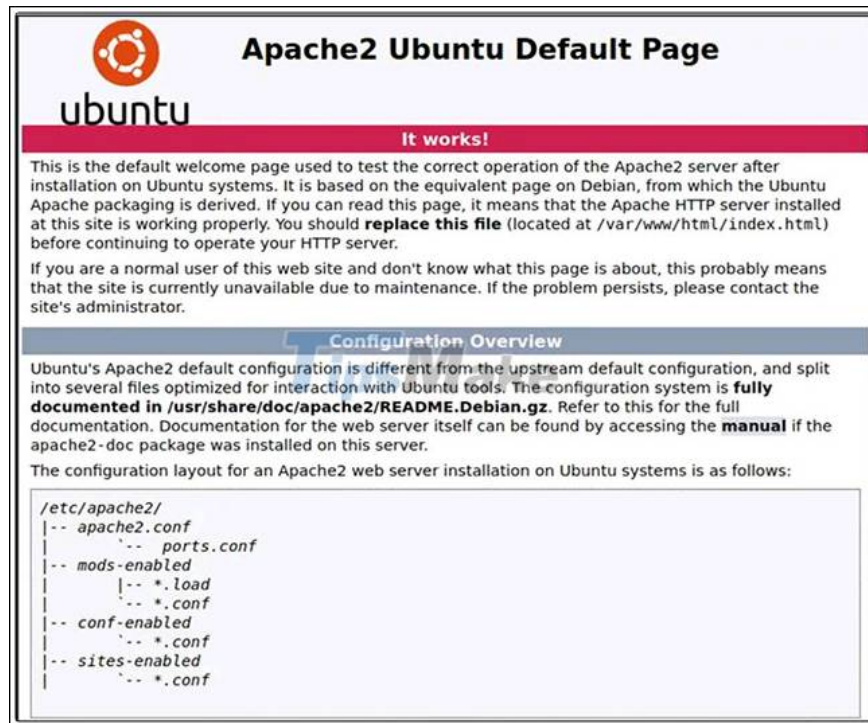 ubuntu
Apache2 Ubuntu Default Page
It works!
This is the default welcome page used to test the correct operation of the Apache2 server after
installation on Ubuntu systems. It is based on the equivalent page on Debian, from which the Ubuntu
Apache packaging is derived. If you can read this page, it means that the Apache HTTP server installed
at this site is working properly. You should replace this file (located at /var/www/html/index.html)
before continuing to operate your HTTP server.
If you are a normal user of this web site and don't know what this page is about, this probably means
that the site is currently unavailable due to maintenance. If the problem persists, please contact the
site's administrator.
Configuration Overview
TipsMake
Ubuntu's Apache2 default configuration is different from the upstream default configuration, and split
into several files optimized for interaction with Ubuntu tools. The configuration system is fully
documented in /usr/share/doc/apache2/README.Debian.gz. Refer to this for the full
documentation. Documentation for the web server itself can be found by accessing the manual if the
apache2-doc package was installed on this server.
The configuration layout for an Apache2 web server installation on Ubuntu systems is as follows:
/etc/apache2/
|-- apache2.conf
|       `--  ports.conf
|-- mods-enabled
|       |-- *.load
|       `-- *.conf
|-- conf-enabled
|       `-- *.conf
|-- sites-enabled
|       `-- *.conf